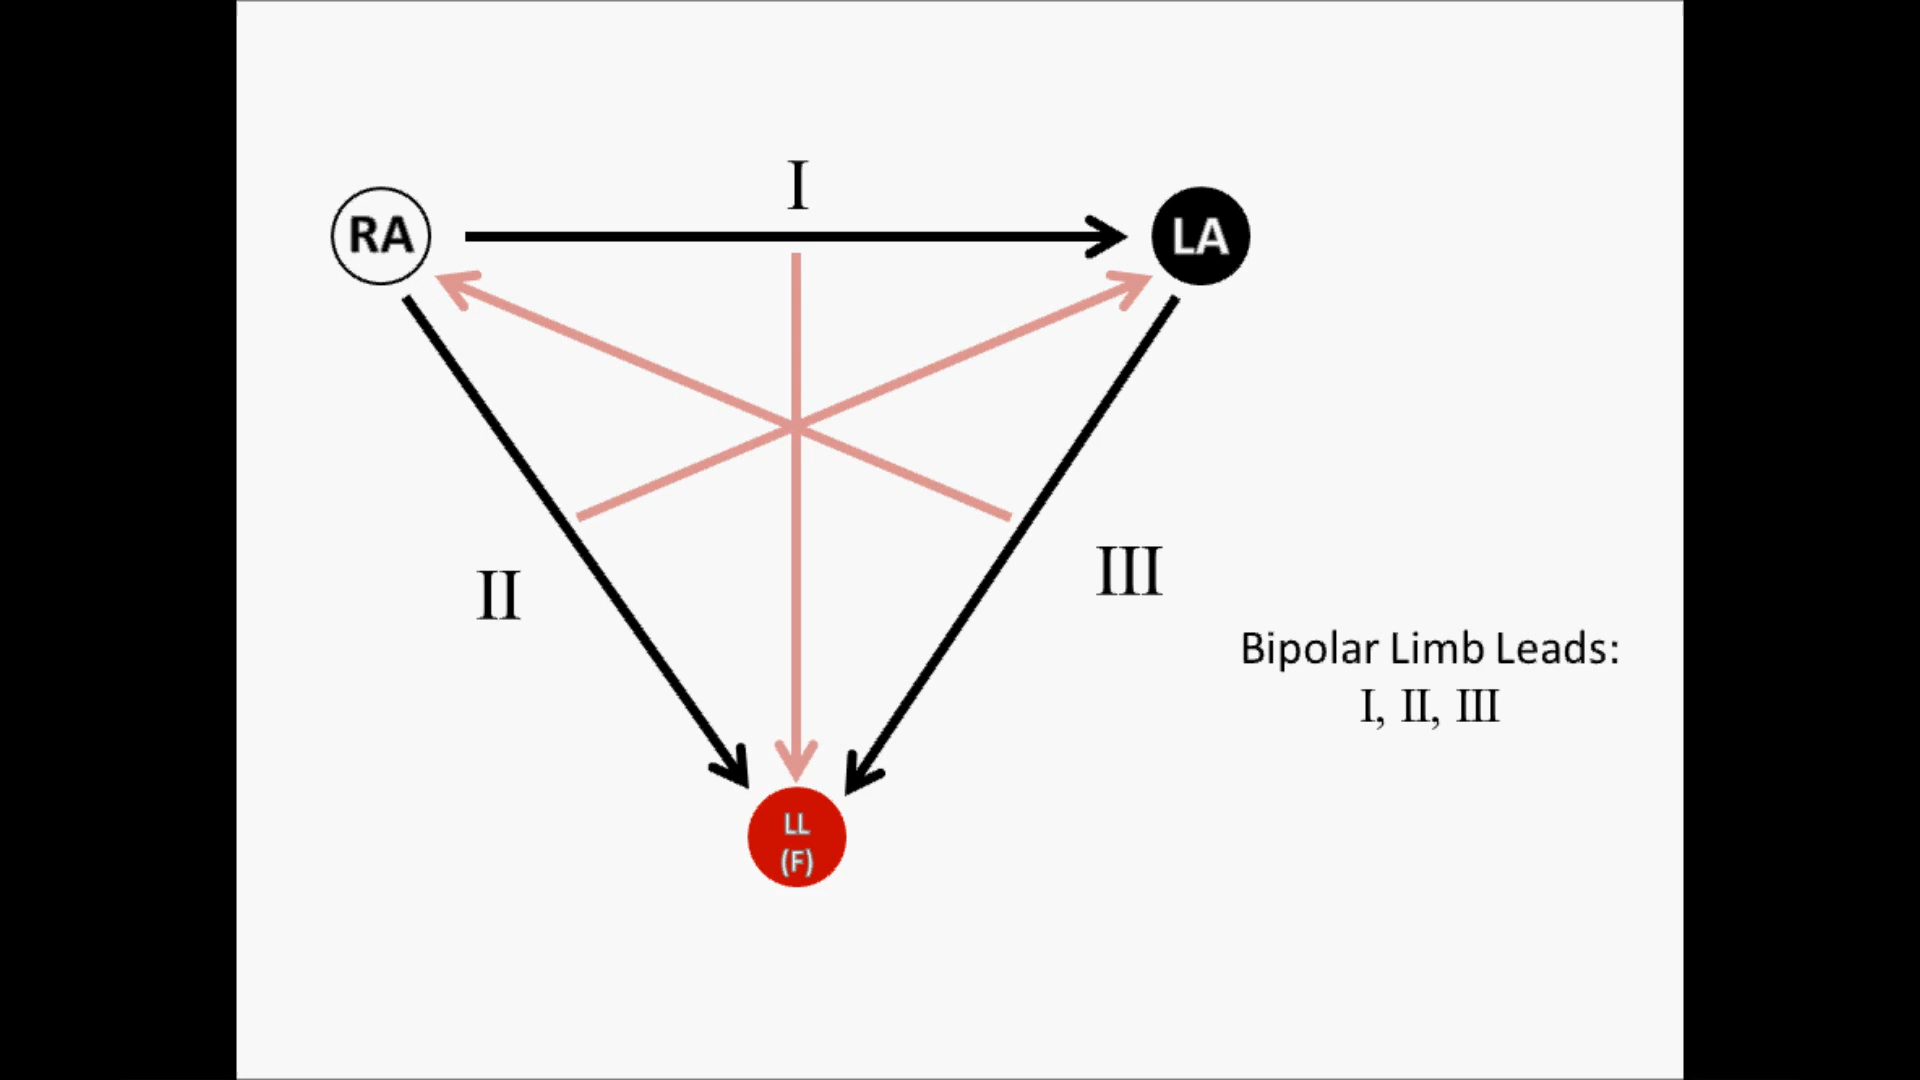 I
RA
LA
II
III
Bipolar Limb Leads:
I, II, III
LL
(F)